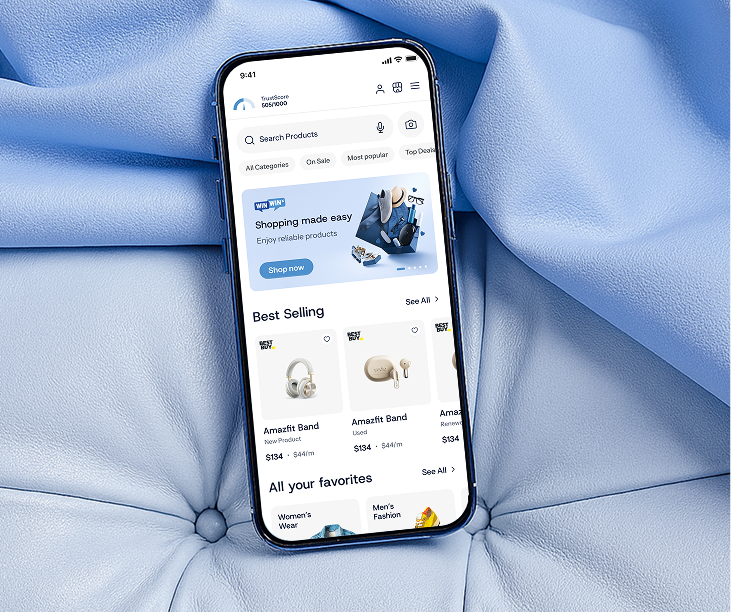 9:41
TrustScore
505/1000
Search Products
All Categories
On Sale
Most popular
Top Deals
WIN WIN+
Shopping made easy
Enjoy reliable products
Shop now
Best Selling
See All
BEST
BUY
BEST
BUY
BEST
BUY
Amazfit Band
New Product
$134 · $44/m
Amazfit Band
Used
$134 · $44/m
Amaz
Renewe
$134
All your favorites
See All
Women's
Wear
Men's
Fashion